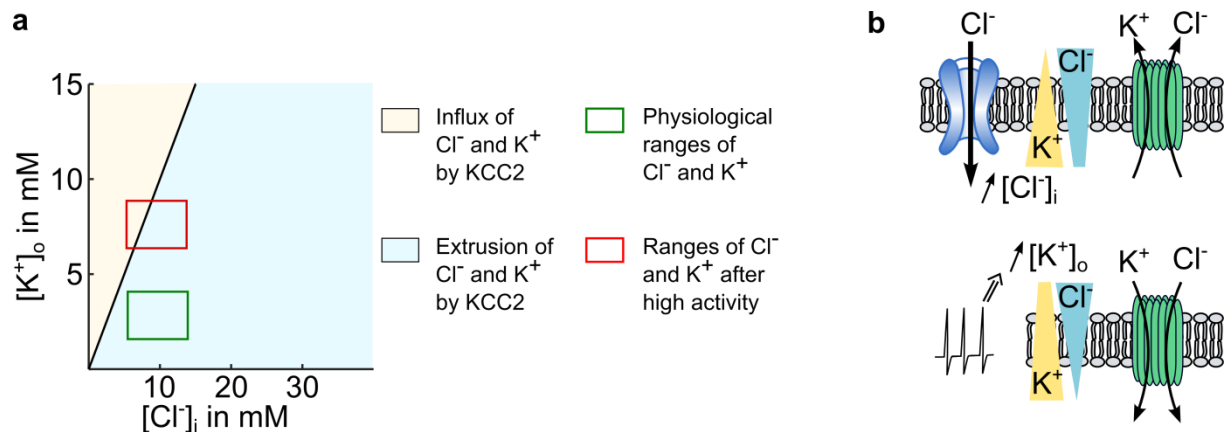 a
15
10
5
[K⁺]ₒ in mM
10 20 30
[Cl⁻]ᵢ in mM
Influx of
Cl⁻ and K⁺
by KCC2
Extrusion of
Cl⁻ and K⁺
by KCC2
Physiological
ranges of
Cl⁻ and K⁺
Ranges of Cl⁻
and K⁺ after
high activity
b
Cl⁻
K⁺ Cl⁻
Cl⁻
K⁺
[Cl⁻]ᵢ
[K⁺]ₒ
K⁺ Cl⁻
Cl⁻
K⁺